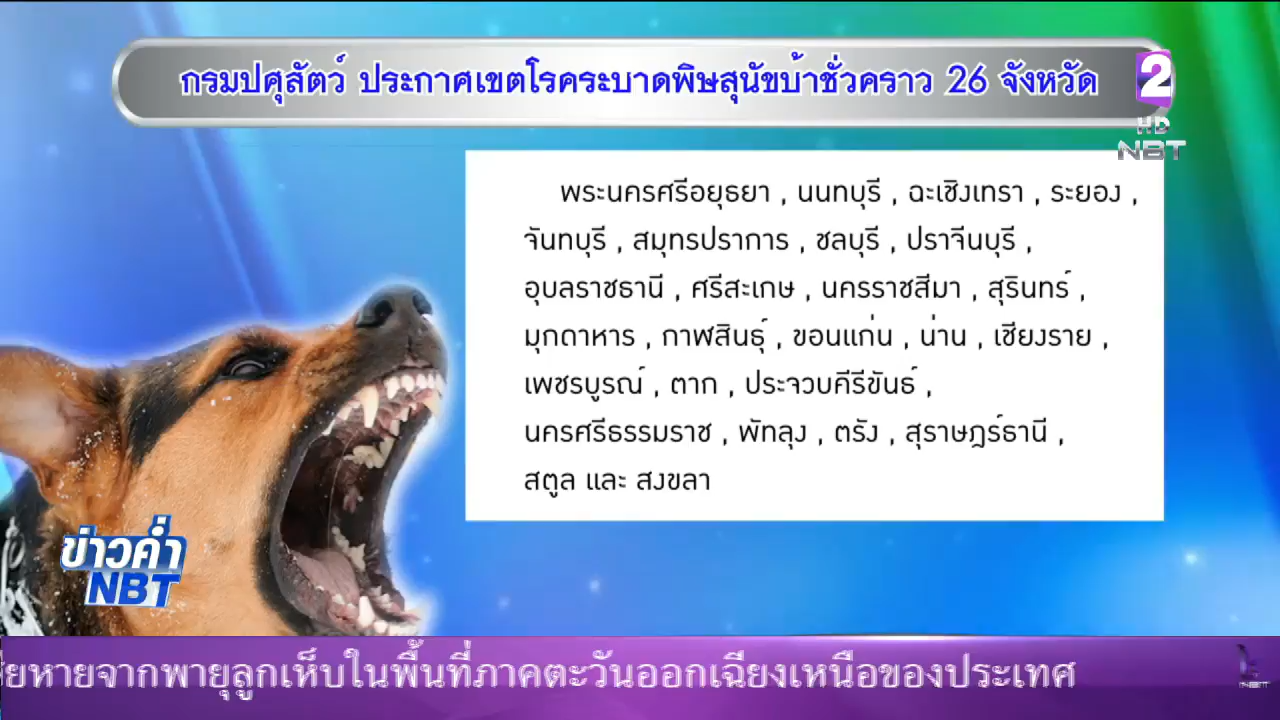 กรมปศุสัตว์ ประกาศเขตโรคระบาดพิษสุนัขบ้าชั่วคราว 26 จังหวัด
2
HD
NBT
พระนครศรีอยุธยา , นนทบุรี , ฉะเชิงเทรา , ระยอง ,
จันทบุรี , สมุทรปราการ , ชลบุรี , ปราจีนบุรี ,
อุบลราชธานี , ศรีสะเกษ , นครราชสีมา , สุรินทร์ ,
มุกดาหาร , กาฬสินธุ์ , ขอนแก่น , น่าน , เชียงราย ,
เพชรบูรณ์ , ตาก , ประจวบคีรีขันธ์ ,
นครศรีธรรมราช , พัทลุง , ตรัง , สุราษฎร์ธานี ,
สตูล และ สงขลา
ข่าวค่ำ
NBT
ยหายจากพายุลูกเห็บในพื้นที่ภาคตะวันออกเฉียงเหนือของประเทศ